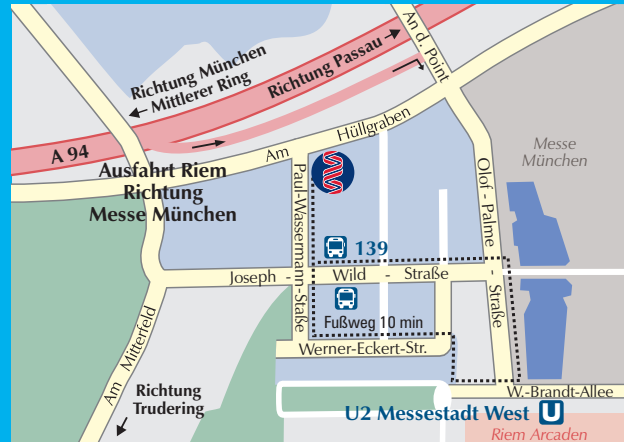 An d. Point
Richtung München
Mittlerer Ring
Richtung Passau
A 94
Am Hüllgraben
Ausfahrt Riem
Richtung
Messe München
Messe
München
Paul-Wassermann-Staße
Olof - Palme - Straße
139
Joseph - Wild - Straße
Fußweg 10 min
Werner-Eckert-Str.
Am Mitterfeld
Richtung
Trudering
W.-Brandt-Allee
U2 Messestadt West U
Riem Arcaden